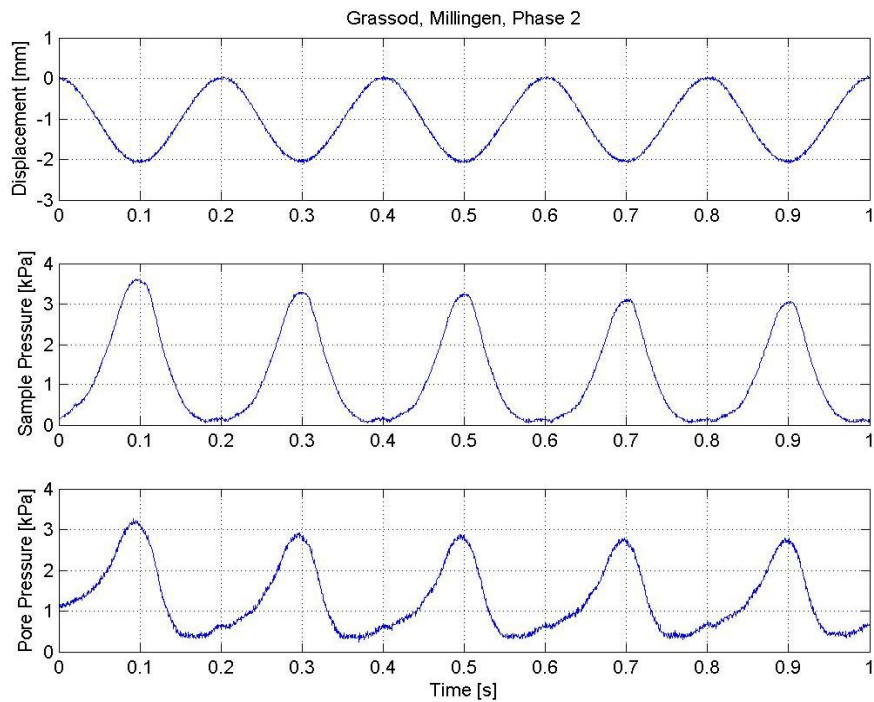 Grassod, Millingen, Phase 2
Displacement [mm]
1
0
-1
-2
-3
0 0.1 0.2 0.3 0.4 0.5 0.6 0.7 0.8 0.9 1
Sample Pressure [kPa]
4
3
2
1
0
0 0.1 0.2 0.3 0.4 0.5 0.6 0.7 0.8 0.9 1
Pore Pressure [kPa]
4
3
2
1
0
0 0.1 0.2 0.3 0.4 0.5 0.6 0.7 0.8 0.9 1
Time [s]